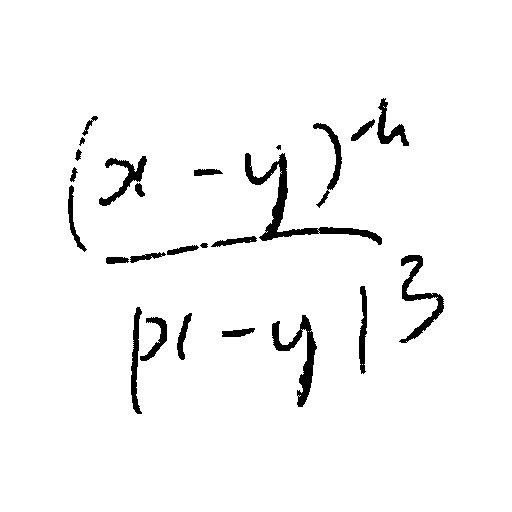 (x - y)^{-h}
|x - y|^3